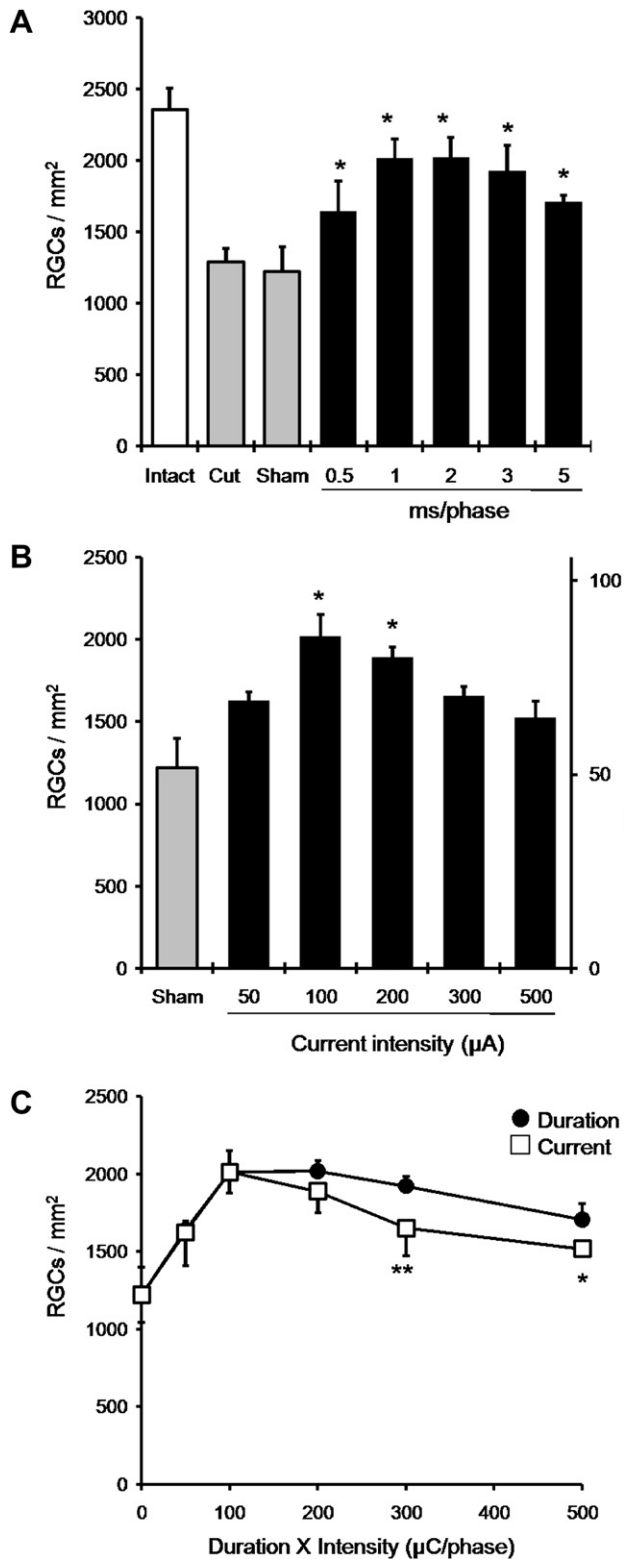 A
3000
2500
2000
1500
1000
500
0
RGCs / mm²
* * * * *
Intact Cut Sham 0.5 1 2 3 5
ms/phase
B
2500
2000
1500
1000
500
0
RGCs / mm²
100
50
0
* *
Sham 50 100 200 300 500
Current intensity (µA)
C
2500
2000
1500
1000
500
0
RGCs / mm²
Duration
Current
** *
0 100 200 300 400 500
Duration X Intensity (µC/phase)